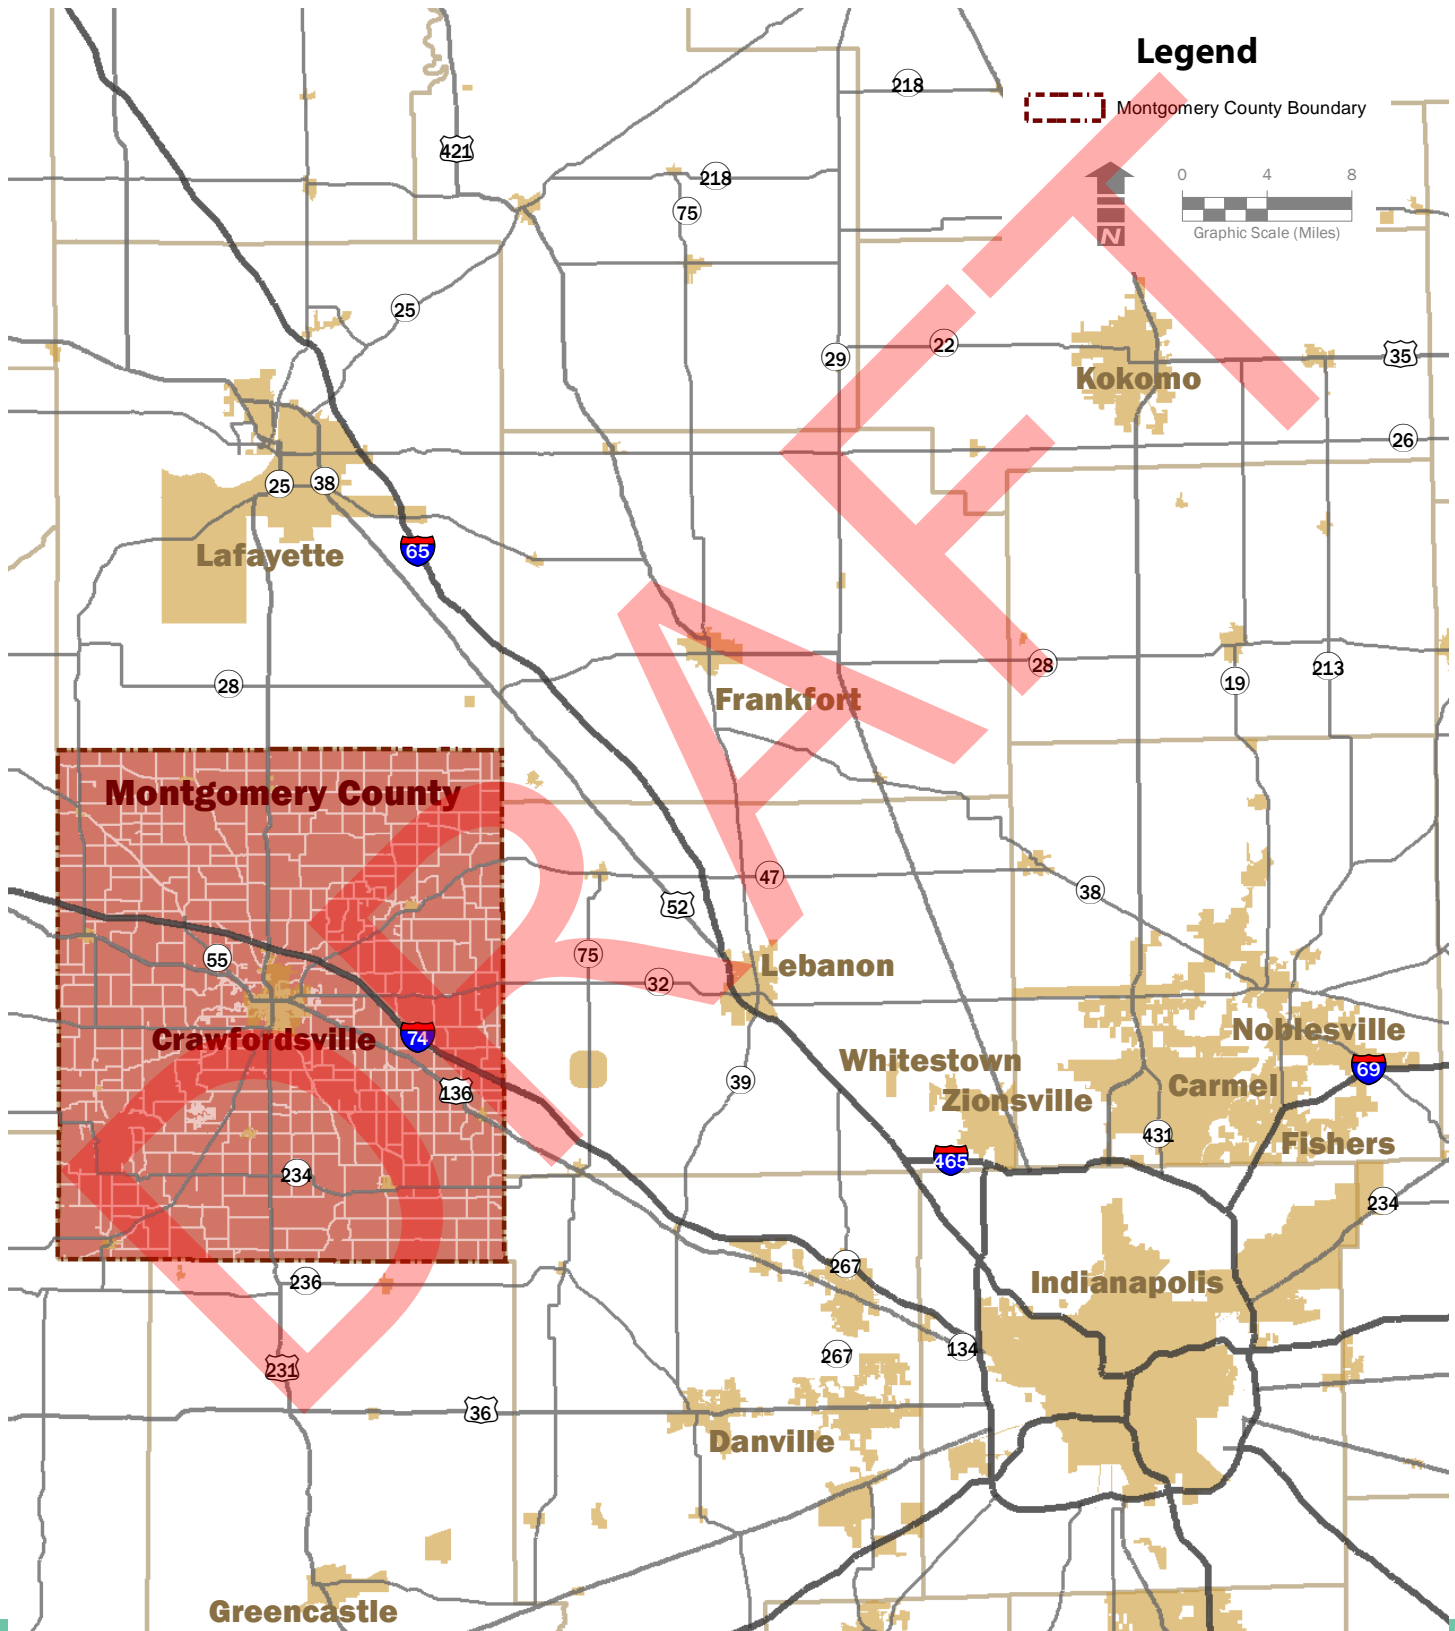 Legend
218
Montgomery County Boundary
421
0 4 8
218
75
N
Graphic Scale (Miles)
25
29
22
35
Kokomo
26
25
38
65
Lafayette
28
28
213
19
Frankfort
Montgomery County
47
38
52
55
75
Lebanon
32
Crawfordsville
74
Noblesville
Whitestown
69
39
Carmel
136
Zionsville
431
Fishers
465
234
234
267
236
Indianapolis
134
267
231
36
Danville
Greencastle
DRAFT